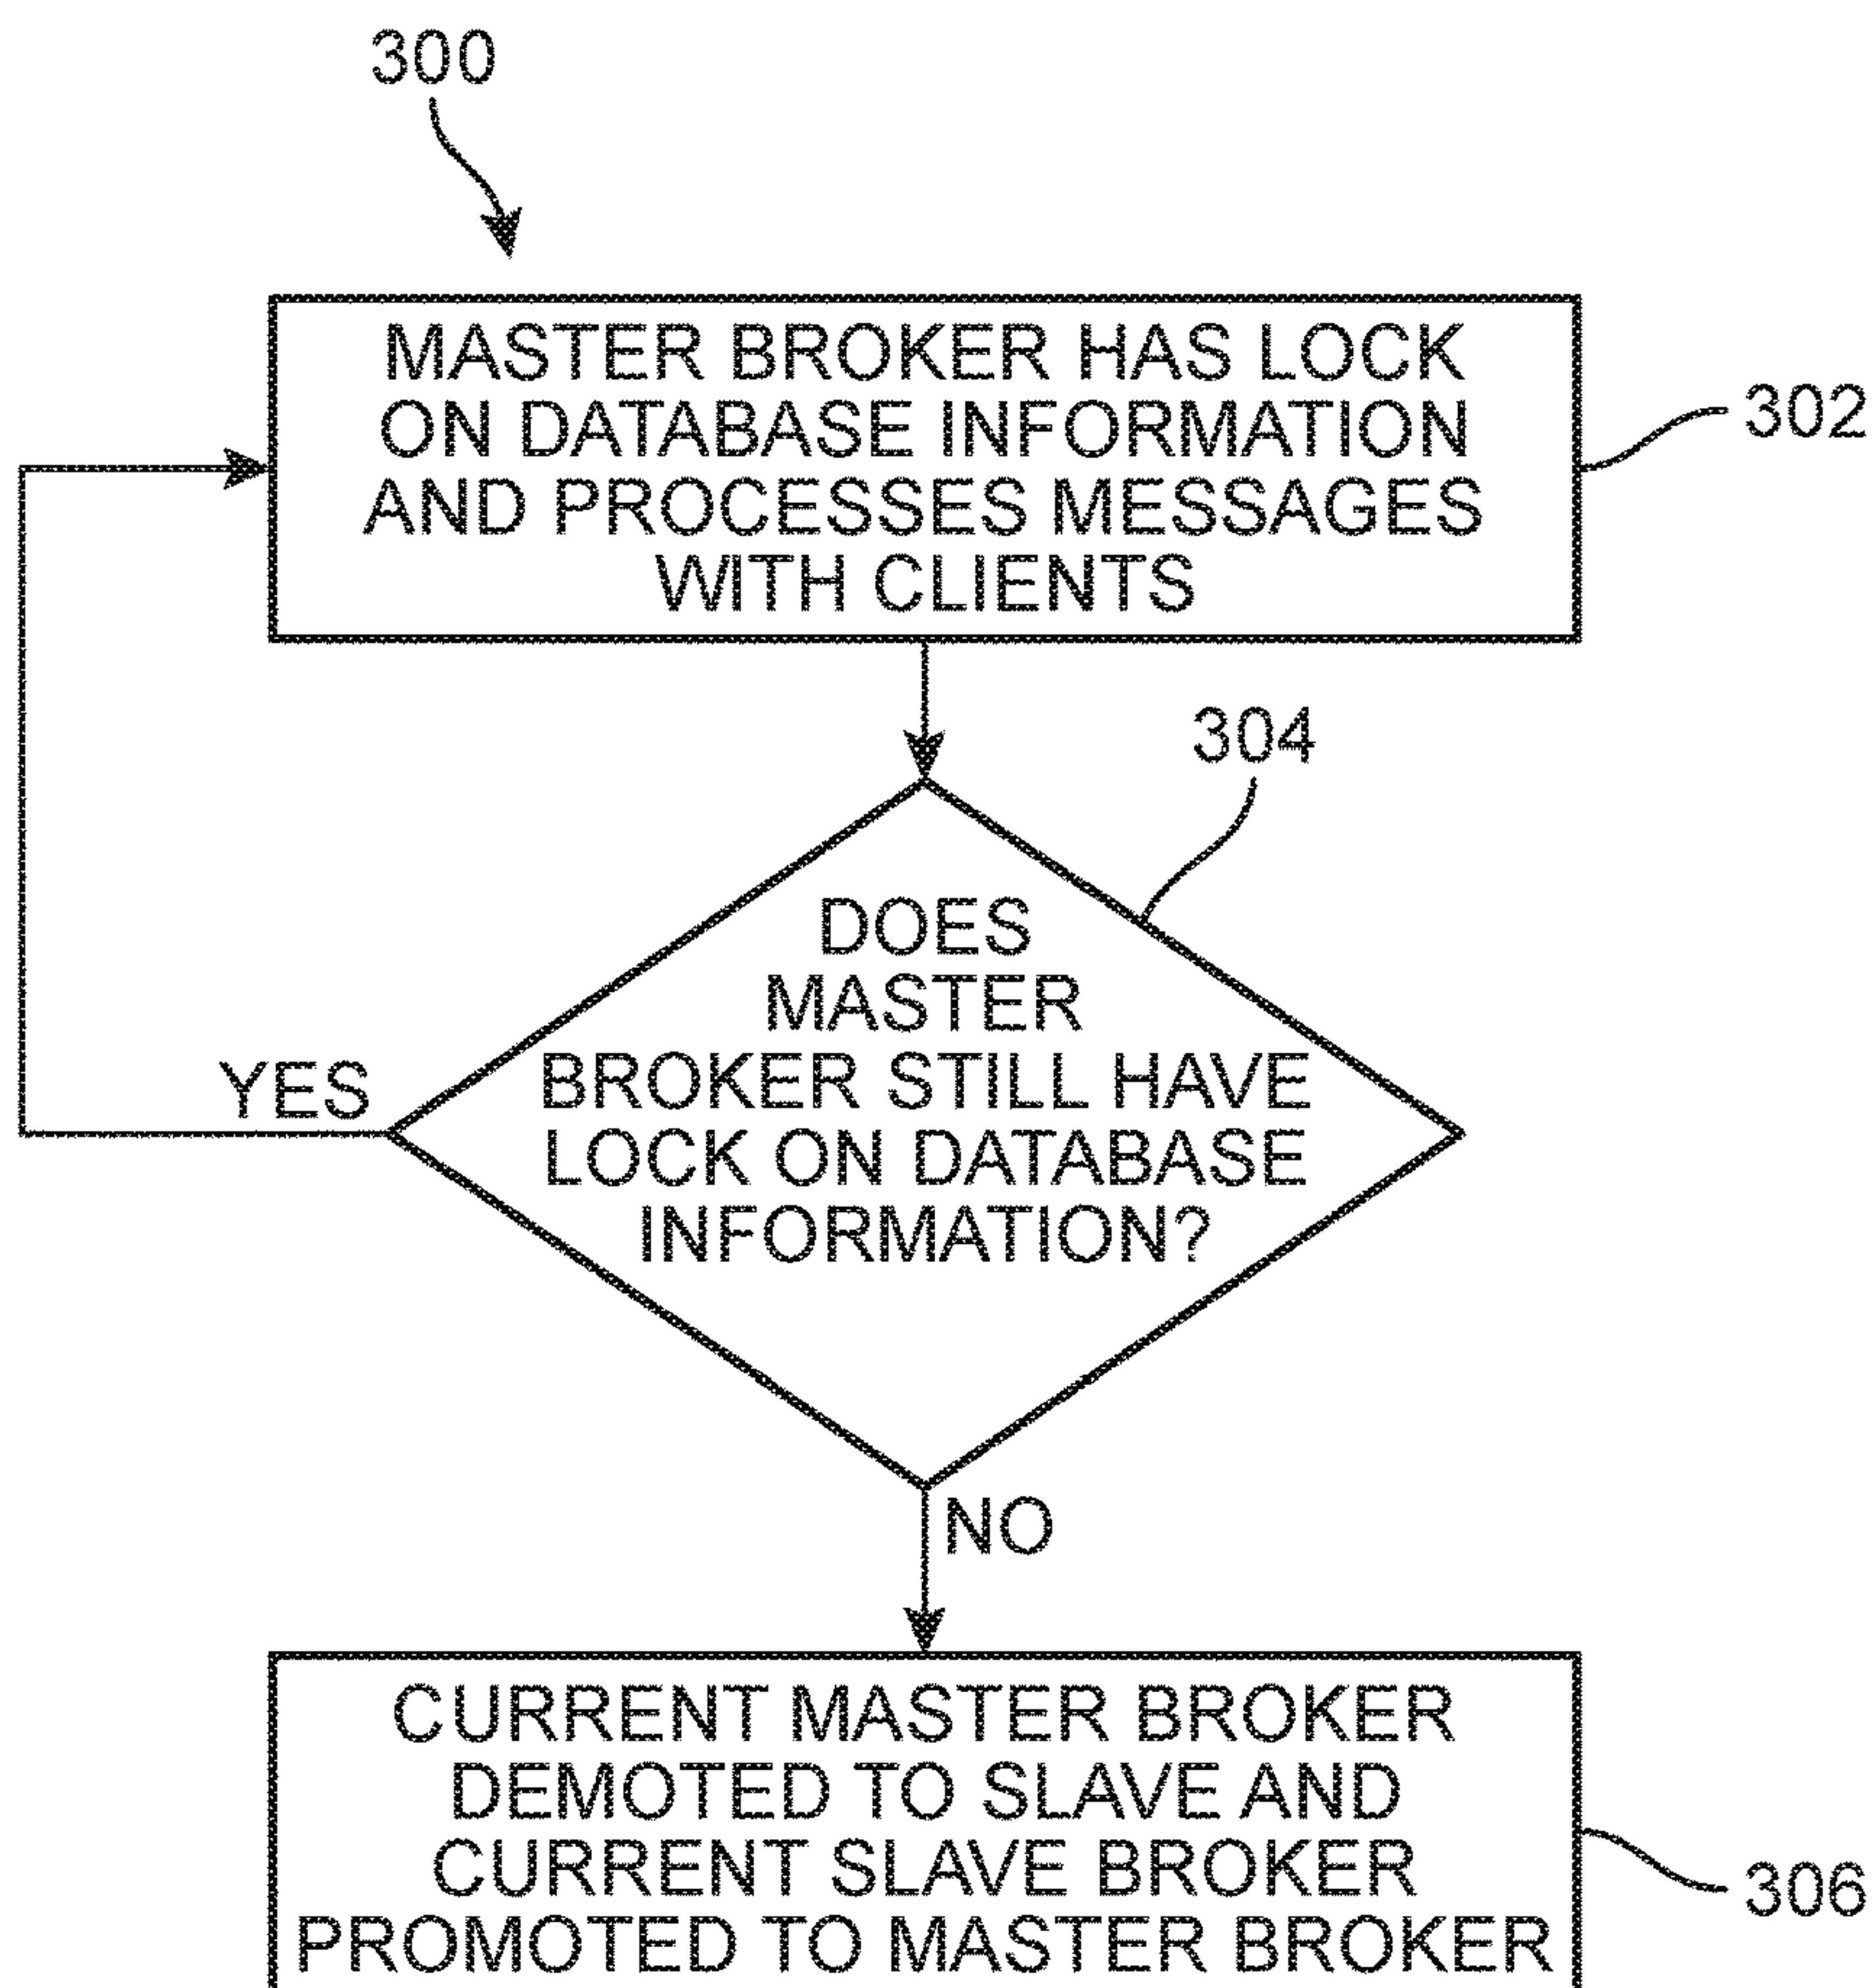 300
MASTER BROKER HAS LOCK
ON DATABASE INFORMATION
AND PROCESSES MESSAGES
WITH CLIENTS
302
304
DOES
MASTER
BROKER STILL HAVE
LOCK ON DATABASE
INFORMATION?
YES
NO
CURRENT MASTER BROKER
DEMOTED TO SLAVE AND
CURRENT SLAVE BROKER
PROMOTED TO MASTER BROKER
306